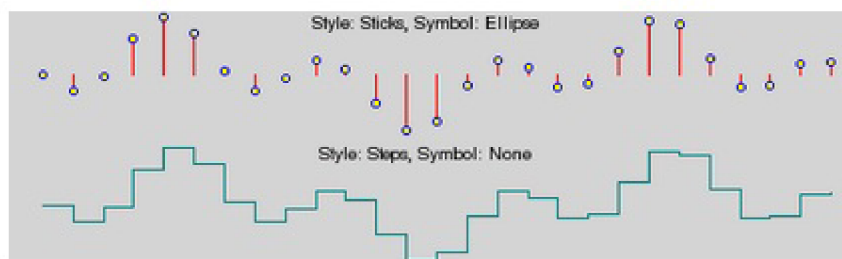 Style: Sticks, Symbol: Ellipse
Style: Steps, Symbol: None